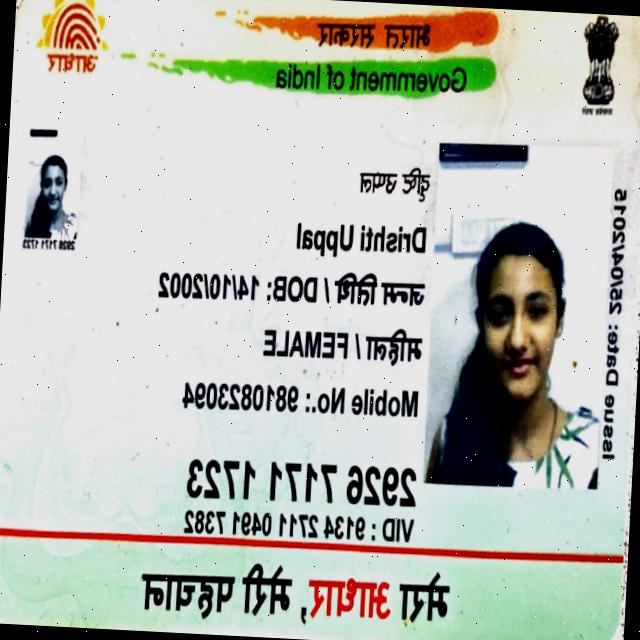 भारत सरकार
Government of India
आधार
दृष्टि उप्पल
Drishti Uppal
जन्म तिथि / DOB: 14/10/2002
महिला / FEMALE
Mobile No.: 9810823094
2926 7171 1723
VID : 9134 2711 0491 7382
Issue Date: 25/04/2015
2926 7171 1723
मेरा आधार, मेरी पहचान